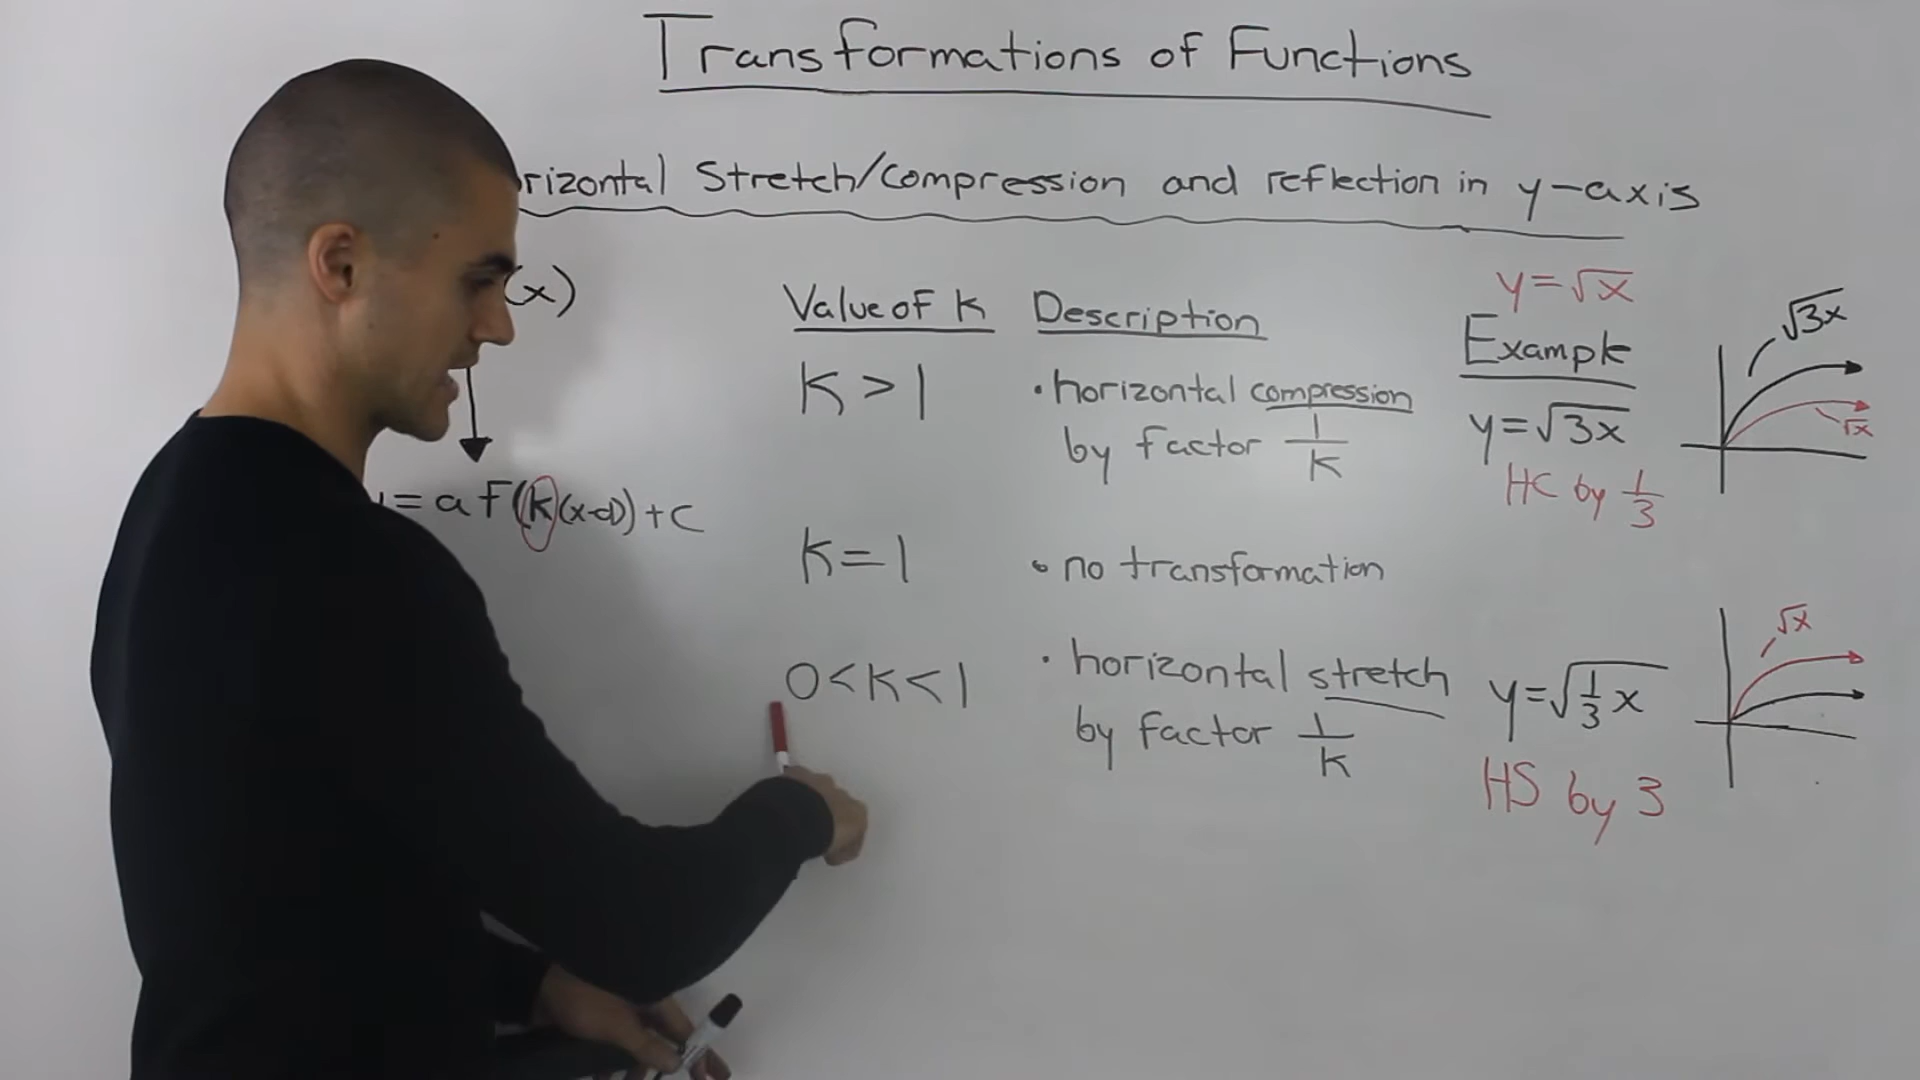 Transformations of Functions
rizontal Stretch/Compression and reflection in y-axis
(x)
= a f(k(x-d)) + c
Value of K
Description
y=√x
Example
K > 1
• horizontal compression
by factor 1/K
y=√3x
HC by 1/3
√3x
√x
K=1
• no transformation
0<K<1
• horizontal stretch
by factor 1/K
y=√1/3 x
HS by 3
√x